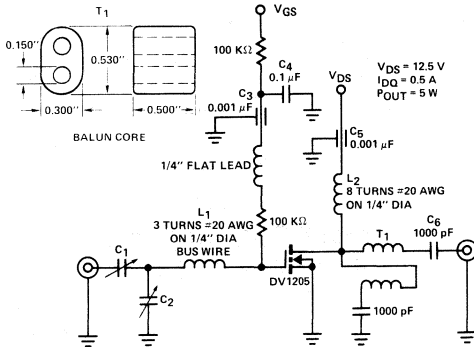 T1
0.150"
0.530"
0.300"
0.500"
BALUN CORE
VGS
100 KΩ
C4
0.1 μF
C3
0.001 μF
1/4" FLAT LEAD
L1
3 TURNS ≈20 AWG
ON 1/4" DIA
BUS WIRE
100 KΩ
C1
C2
DV1205
VDS
VDS = 12.5 V
IDQ = 0.5 A
POUT = 5 W
C5
0.001 μF
L2
8 TURNS ≈20 AWG
ON 1/4" DIA
T1
C6
1000 pF
1000 pF